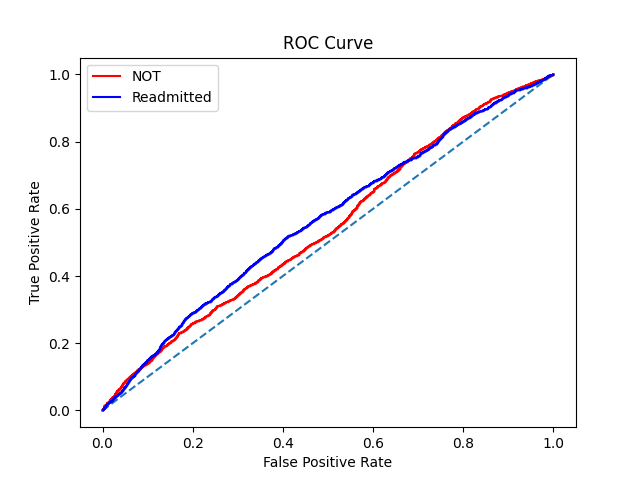 ROC Curve
NOT
Readmitted
True Positive Rate
1.0
0.8
0.6
0.4
0.2
0.0
0.0 0.2 0.4 0.6 0.8 1.0
False Positive Rate